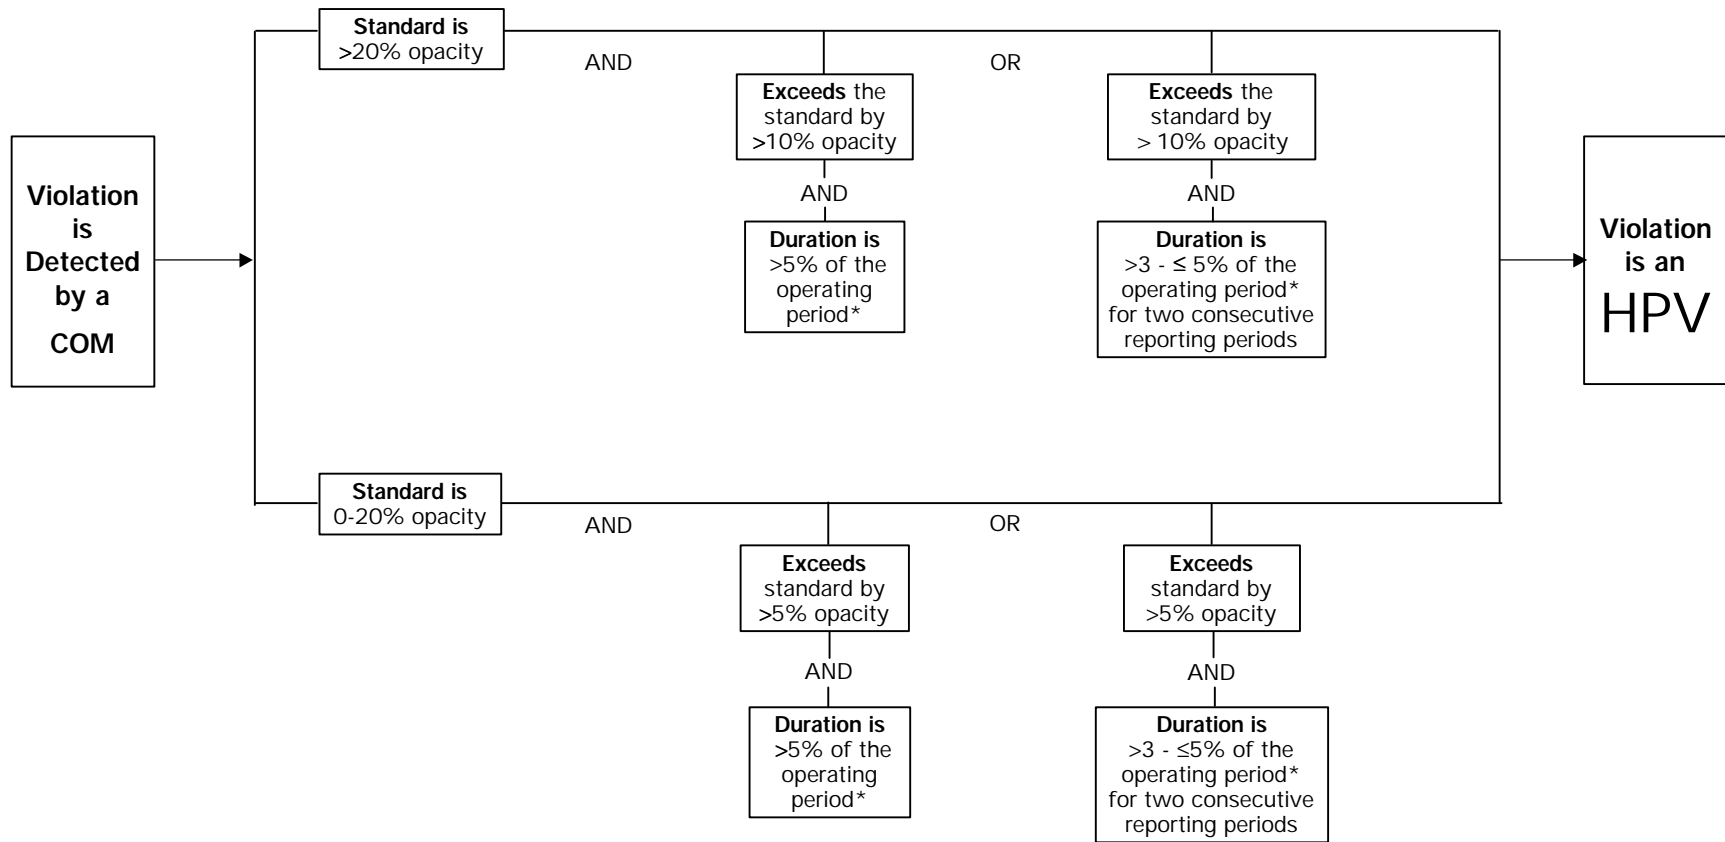 Standard is
>20% opacity
AND
OR
Exceeds the
standard by
>10% opacity
Exceeds the
standard by
> 10% opacity
AND
AND
Duration is
>5% of the
operating
period*
Duration is
>3 - ≤ 5% of the
operating period*
for two consecutive
reporting periods
Violation
is
Detected
by a
COM
Violation
is an
HPV
Standard is
0-20% opacity
AND
OR
Exceeds
standard by
>5% opacity
Exceeds
standard by
>5% opacity
AND
AND
Duration is
>5% of the
operating
period*
Duration is
>3 - ≤5% of the
operating period*
for two consecutive
reporting periods